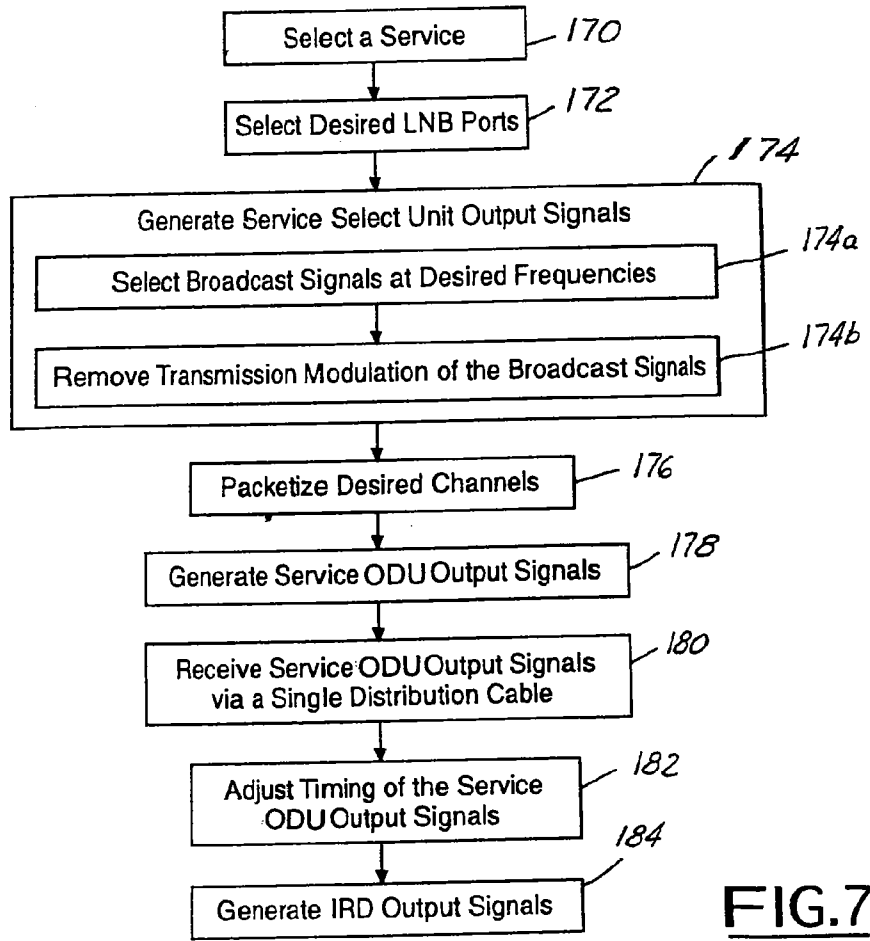 Select a Service
170
Select Desired LNB Ports
172
174
Generate Service Select Unit Output Signals
Select Broadcast Signals at Desired Frequencies
174a
Remove Transmission Modulation of the Broadcast Signals
174b
Packetize Desired Channels
176
Generate Service ODU Output Signals
178
Receive Service ODU Output Signals
via a Single Distribution Cable
180
Adjust Timing of the Service
ODU Output Signals
182
Generate IRD Output Signals
184
FIG.7